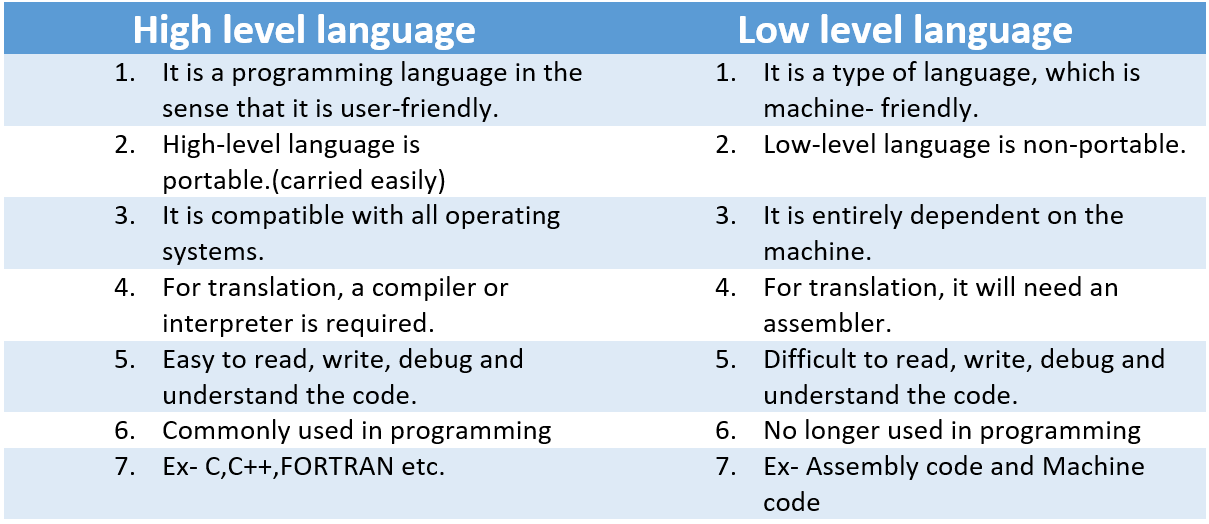 High level language
Low level language
1. It is a programming language in the
sense that it is user-friendly.
1. It is a type of language, which is
machine- friendly.
2. High-level language is
portable.(carried easily)
2. Low-level language is non-portable.
3. It is compatible with all operating
systems.
3. It is entirely dependent on the
machine.
4. For translation, a compiler or
interpreter is required.
4. For translation, it will need an
assembler.
5. Easy to read, write, debug and
understand the code.
5. Difficult to read, write, debug and
understand the code.
6. Commonly used in programming
6. No longer used in programming
7. Ex- C,C++,FORTRAN etc.
7. Ex- Assembly code and Machine
code